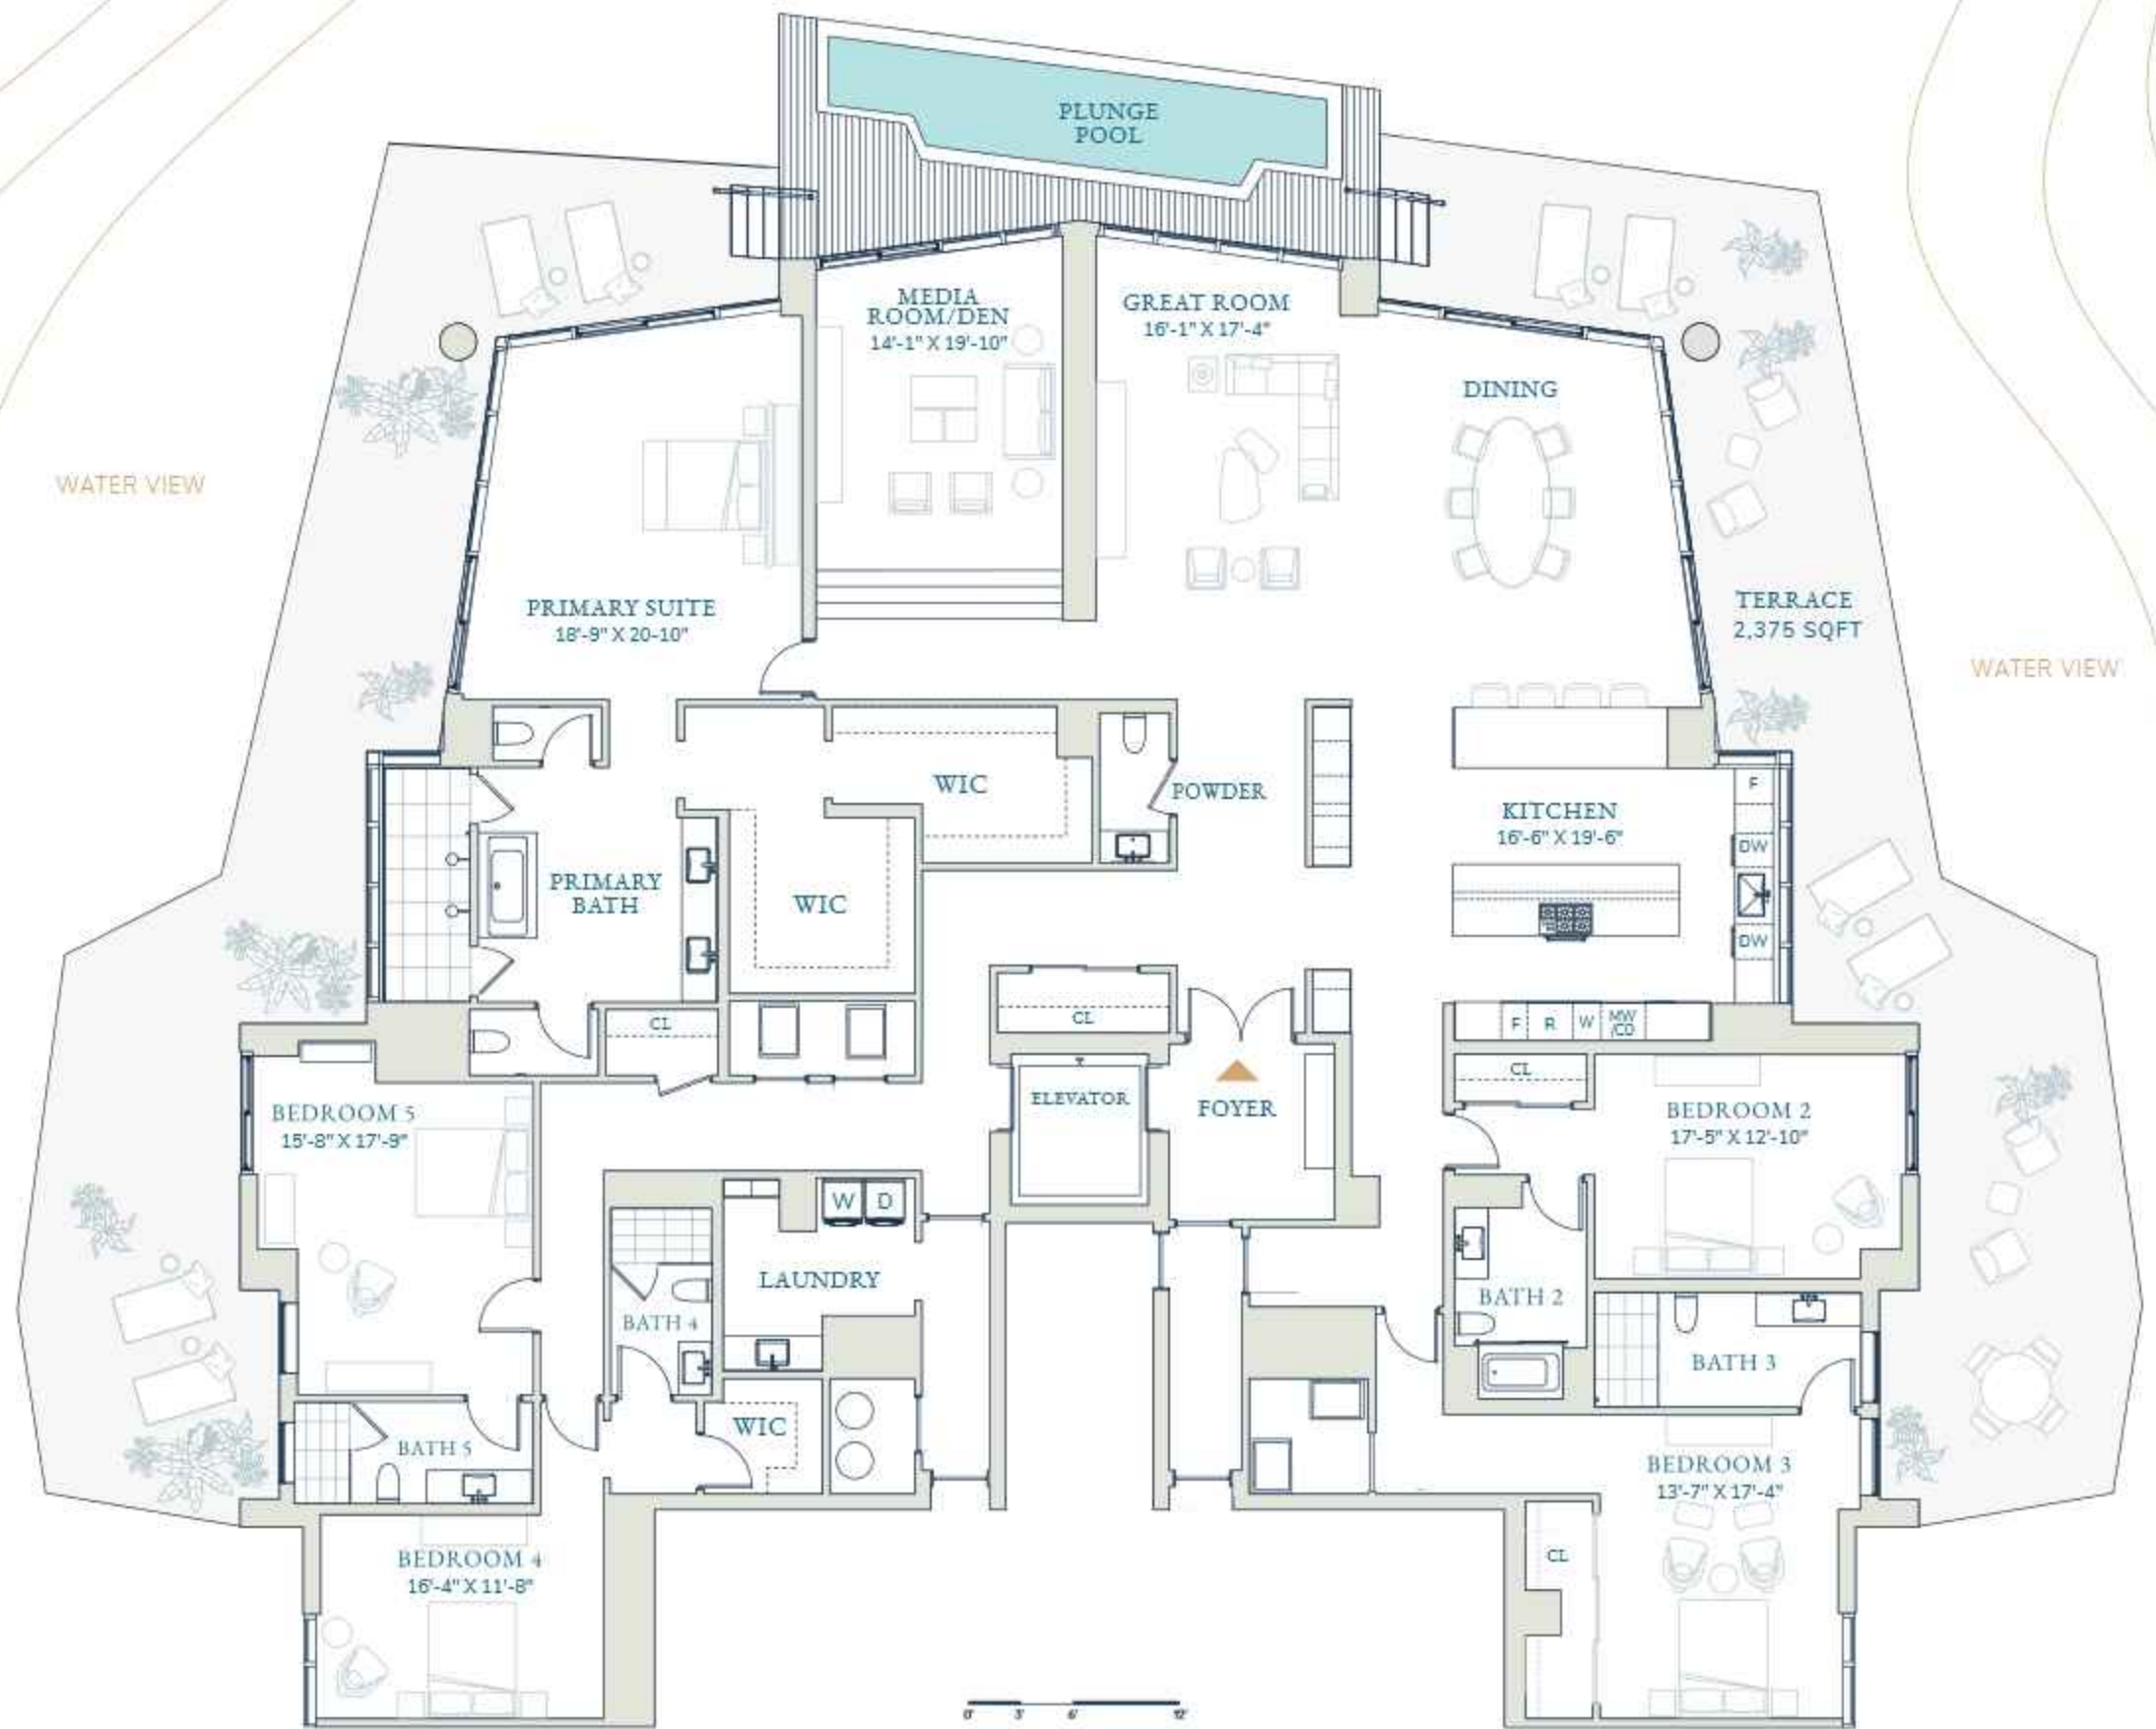 PLUNGE
POOL
MEDIA
ROOM/DEN
14'-1" X 19'-10"
GREAT ROOM
16'-1" X 17'-4"
DINING
WATER VIEW
PRIMARY SUITE
18'-9" X 20-10"
TERRACE
2,375 SQFT
WATER VIEW
WIC
POWDER
KITCHEN
16'-6" X 19'-6"
F
DW
DW
PRIMARY
BATH
WIC
CL
CL
F R W MW
/CO
ELEVATOR
FOYER
CL
BEDROOM 5
15'-8" X 17'-9"
BEDROOM 2
17'-5" X 12'-10"
W D
LAUNDRY
BATH 4
BATH 2
BATH 3
WIC
BATH 5
BEDROOM 3
13'-7" X 17'-4"
BEDROOM 4
16'-4" X 11'-8"
CL
0' 3' 6' 12'